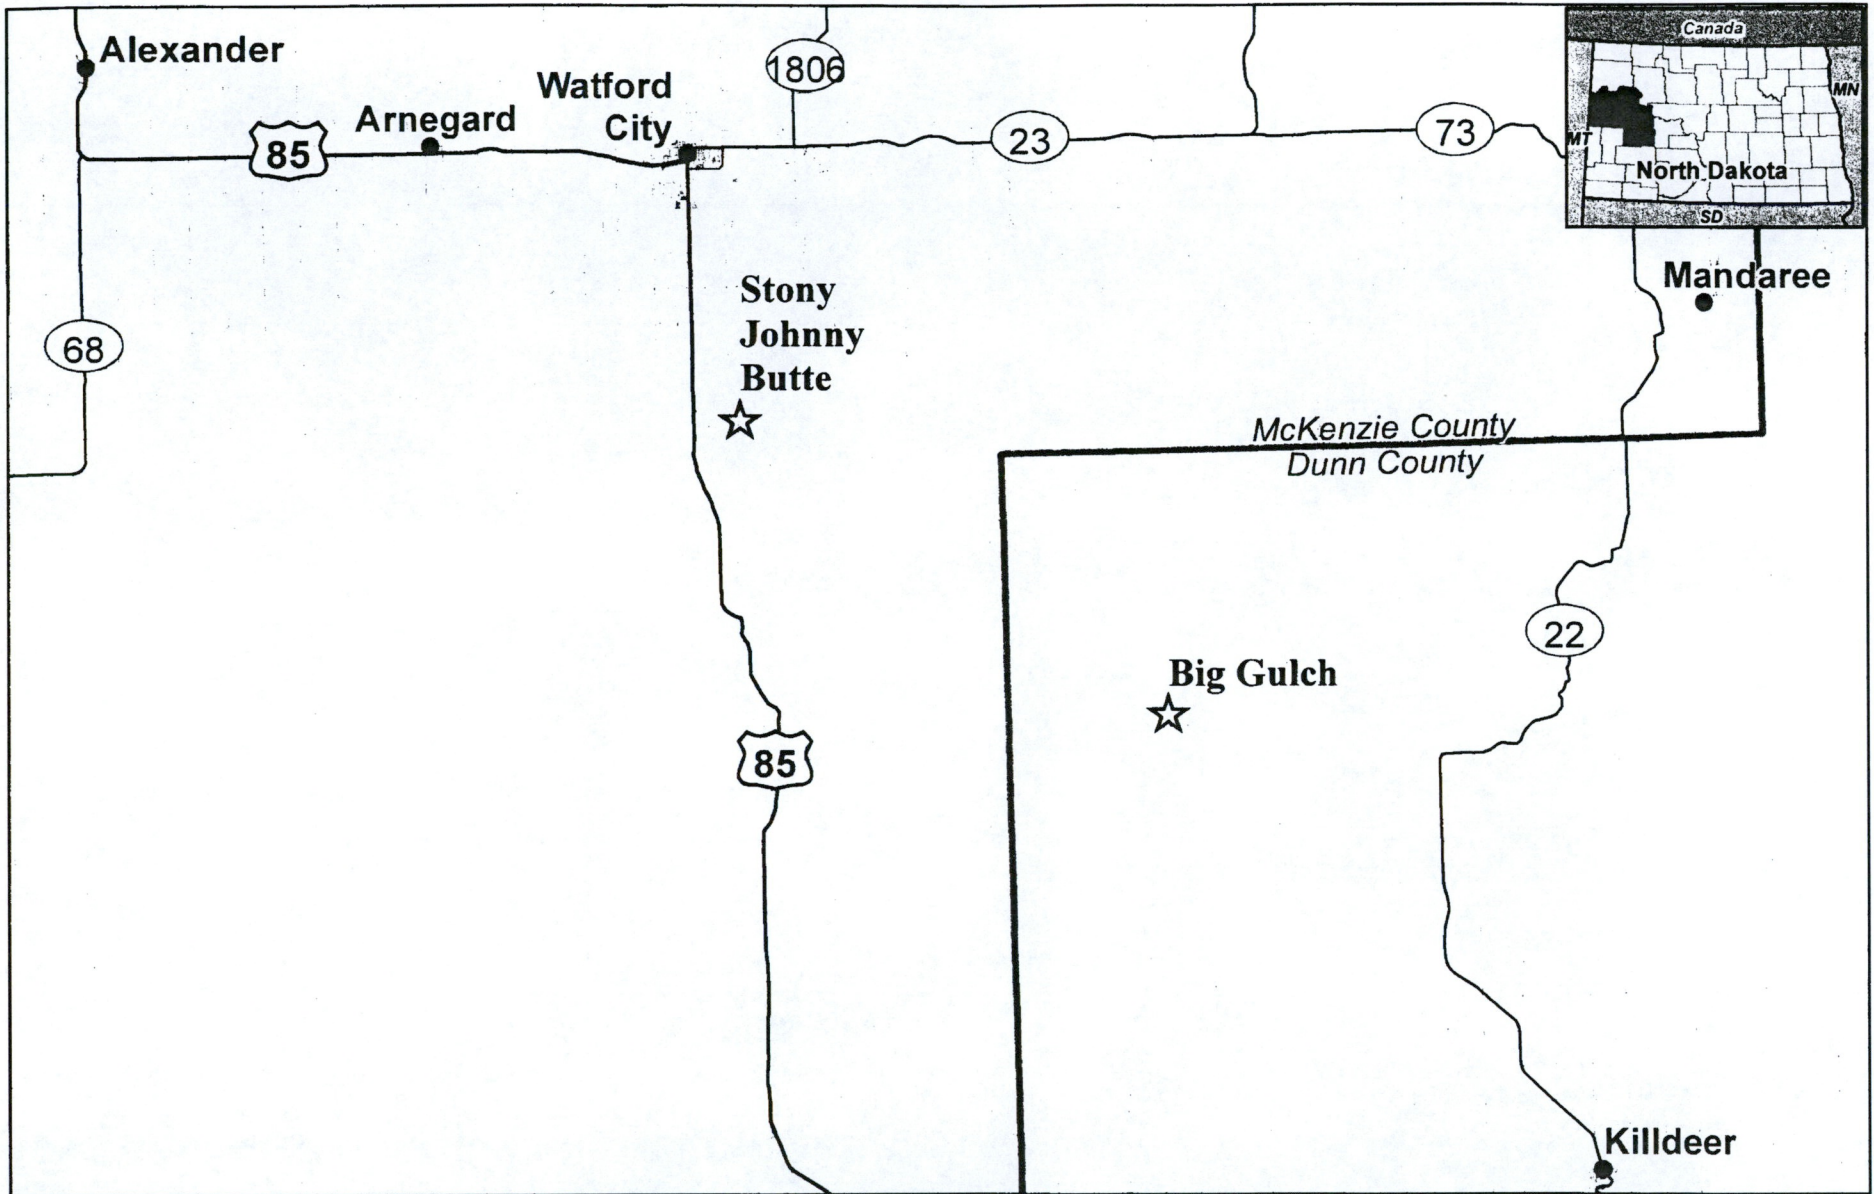 Alexander
Arnegard
Watford
City
1806
85
23
73
Canada
MN
MT
North Dakota
SD
Mandaree
68
Stony
Johnny
Butte
McKenzie County
Dunn County
22
Big Gulch
85
Killdeer